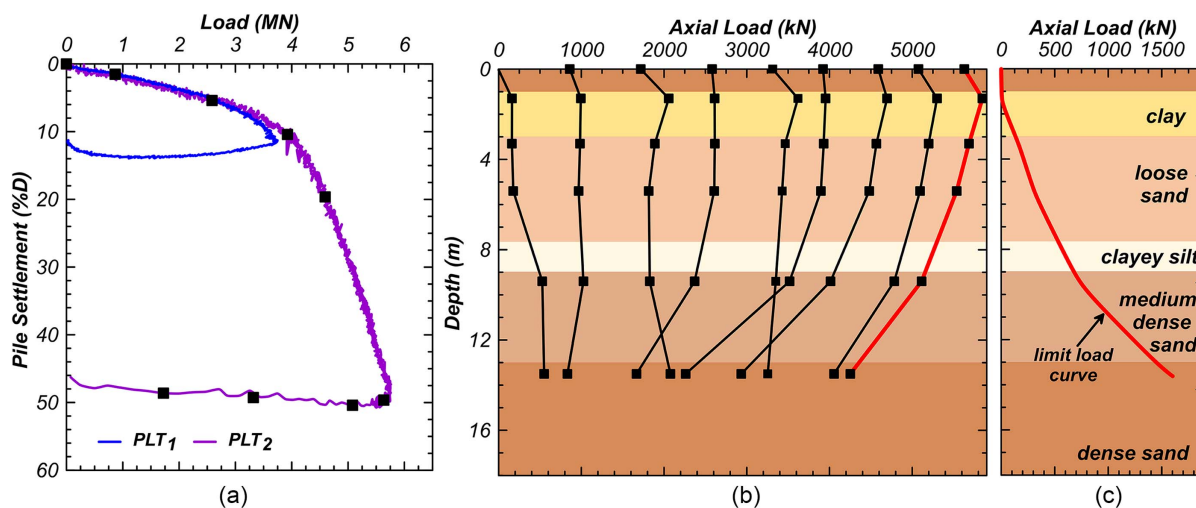 Load (MN)
0 1 2 3 4 5 6
Pile Settlement (%D)
0
10
20
30
40
50
60
PLT1 PLT2
(a)
Axial Load (kN)
0 1000 2000 3000 4000 5000
Depth (m)
0
4
8
12
16
(b)
Axial Load (kN)
0 500 1000 1500
clay
loose
sand
clayey silt
medium
dense
sand
limit load
curve
dense sand
(c)